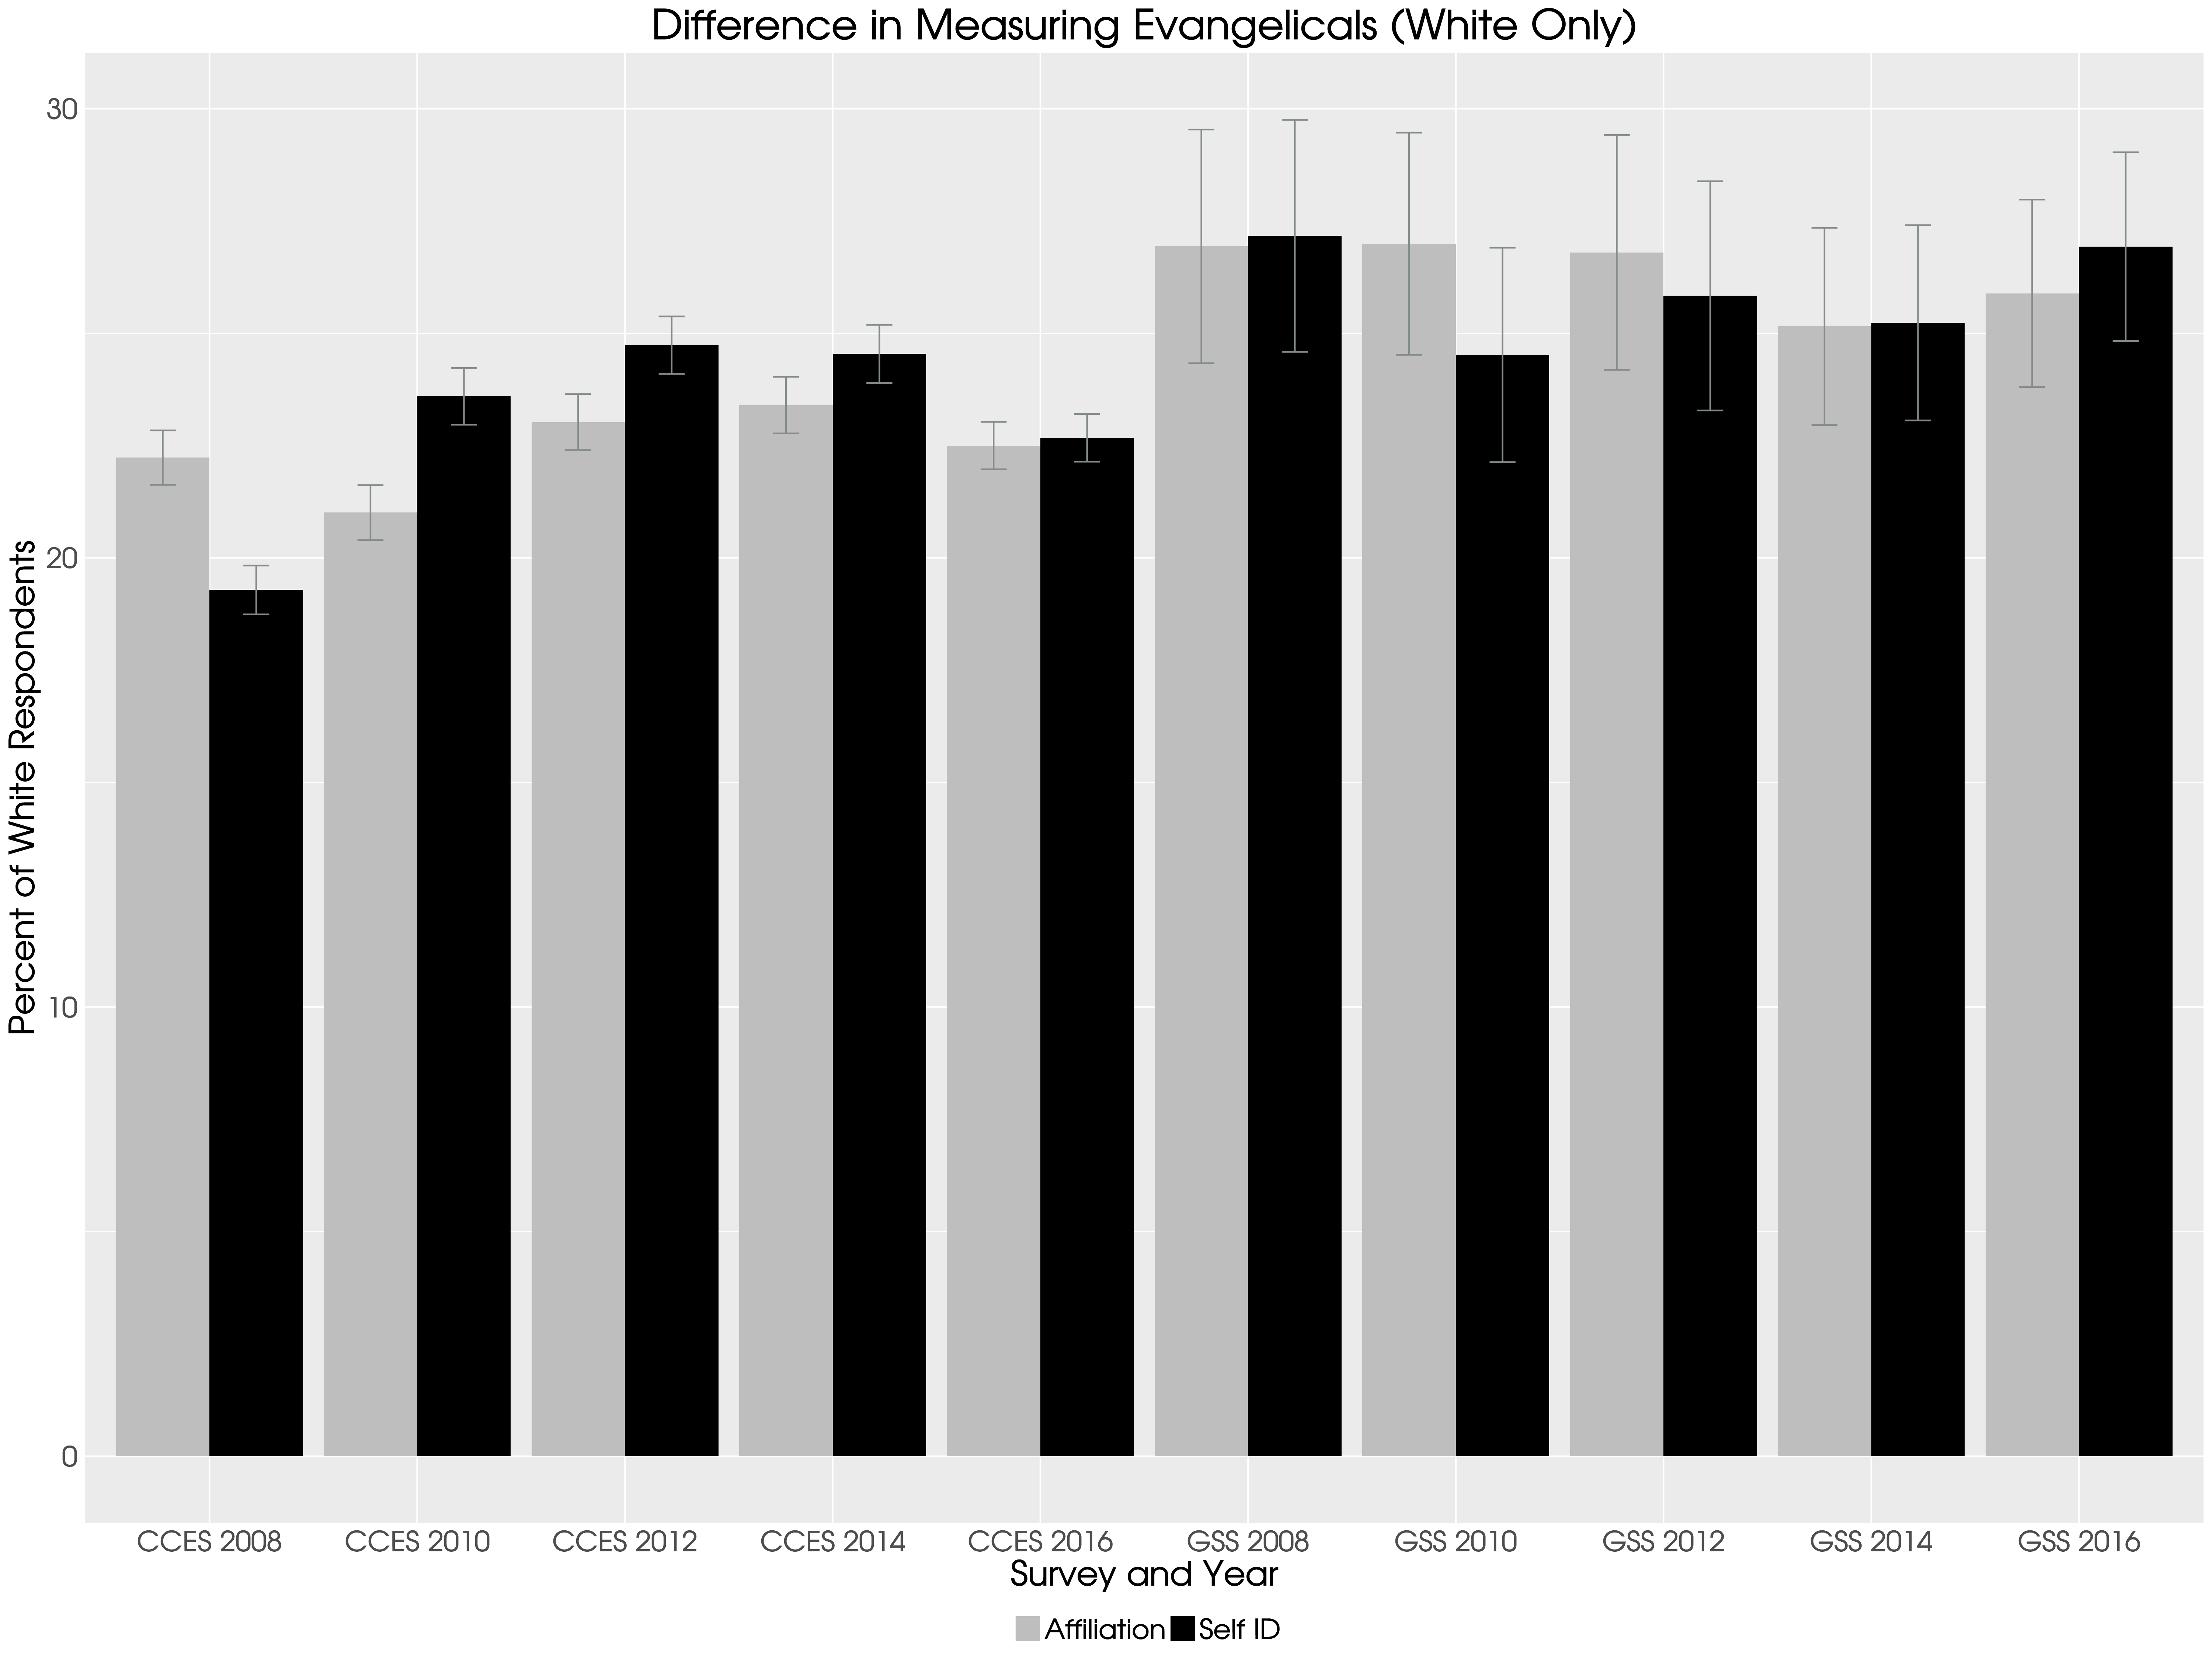 Difference in Measuring Evangelicals (White Only)
Percent of White Respondents
30
20
10
0
CCES 2008 CCES 2010 CCES 2012 CCES 2014 CCES 2016 GSS 2008 GSS 2010 GSS 2012 GSS 2014 GSS 2016
Survey and Year
Affiliation Self ID